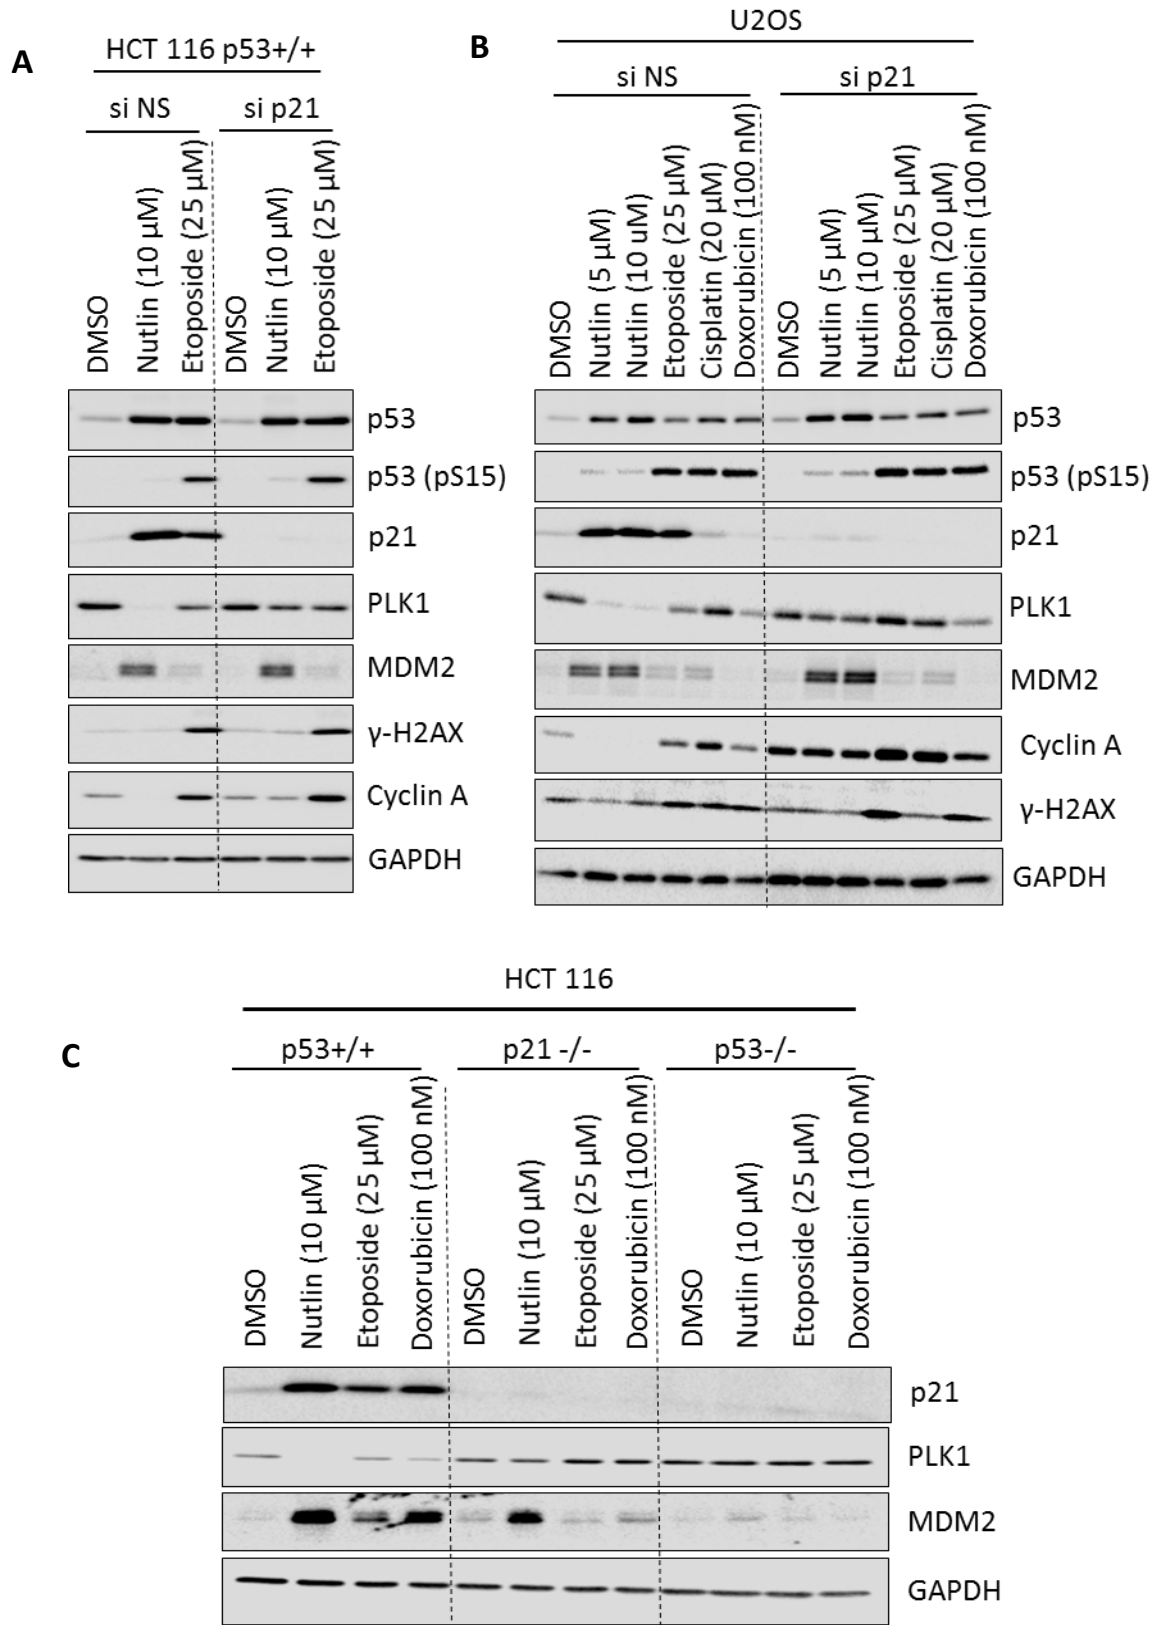 A
HCT 116 p53+/+
si NS
si p21
DMSO
Nutlin (10 µM)
Etoposide (25 µM)
DMSO
Nutlin (10 µM)
Etoposide (25 µM)
p53
p53 (pS15)
p21
PLK1
MDM2
γ-H2AX
Cyclin A
GAPDH
B
U2OS
si NS
si p21
DMSO
Nutlin (5 µM)
Nutlin (10 uM)
Etoposide (25 µM)
Cisplatin (20 µM)
Doxorubicin (100 nM)
DMSO
Nutlin (5 µM)
Nutlin (10 µM)
Etoposide (25 µM)
Cisplatin (20 µM)
Doxorubicin (100 nM)
p53
p53 (pS15)
p21
PLK1
MDM2
Cyclin A
γ-H2AX
GAPDH
C
HCT 116
p53+/+
p21 -/-
p53-/-
DMSO
Nutlin (10 µM)
Etoposide (25 µM)
Doxorubicin (100 nM)
DMSO
Nutlin (10 µM)
Etoposide (25 µM)
Doxorubicin (100 nM)
DMSO
Nutlin (10 µM)
Etoposide (25 µM)
Doxorubicin (100 nM)
p21
PLK1
MDM2
GAPDH